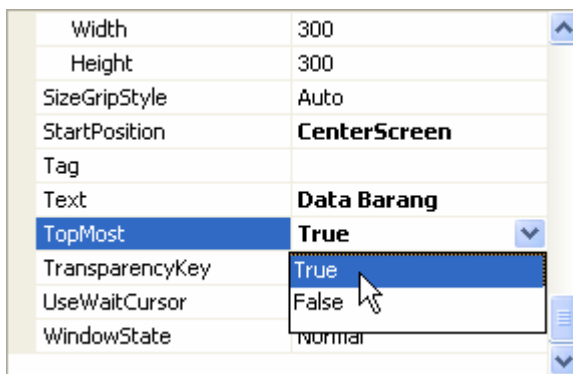 Width 300
Height 300
SizeGripStyle Auto
StartPosition CenterScreen
Tag
Text Data Barang
TopMost True
TransparencyKey True
UseWaitCursor False
WindowState Normal